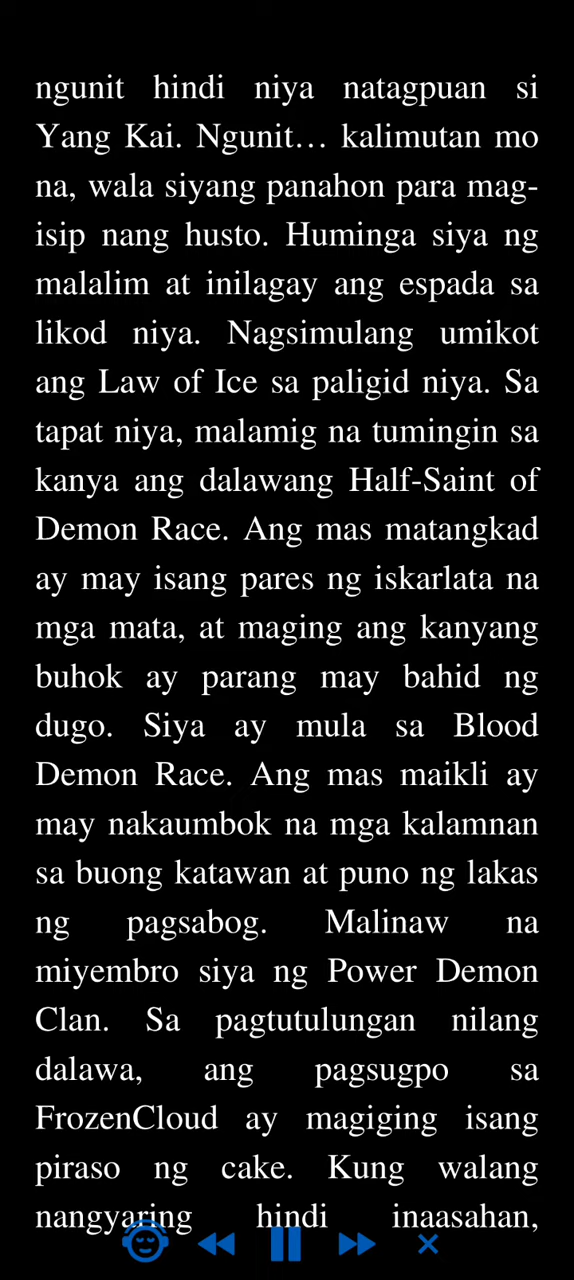 ngunit hindi niya natagpuan si
Yang Kai. Ngunit… kalimutan mo
na, wala siyang panahon para mag-
isip nang husto. Huminga siya ng
malalim at inilagay ang espada sa
likod niya. Nagsimulang umikot
ang Law of Ice sa paligid niya. Sa
tapat niya, malamig na tumingin sa
kanya ang dalawang Half-Saint of
Demon Race. Ang mas matangkad
ay may isang pares ng iskarlata na
mga mata, at maging ang kanyang
buhok ay parang may bahid ng
dugo. Siya ay mula sa Blood
Demon Race. Ang mas maikli ay
may nakaumbok na mga kalamnan
sa buong katawan at puno ng lakas
ng pagsabog. Malinaw na
miyembro siya ng Power Demon
Clan. Sa pagtutulungan nilang
dalawa, ang pagsugpo sa
FrozenCloud ay magiging isang
piraso ng cake. Kung walang
nangyaring hindi inaasahan,